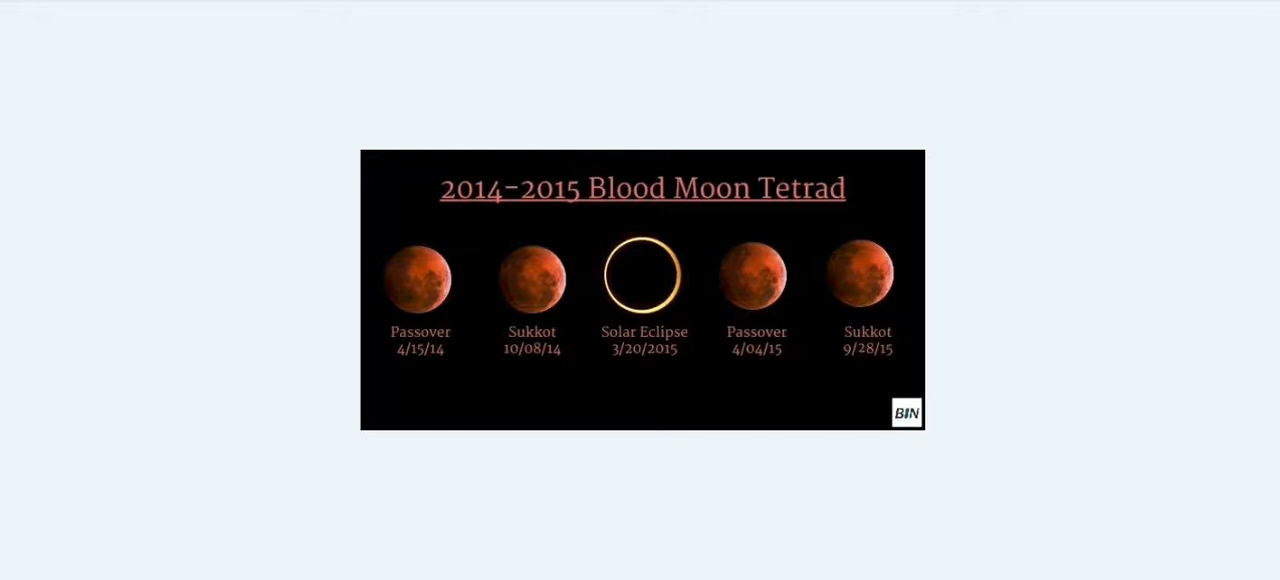 2014-2015 Blood Moon Tetrad
Passover
4/15/14
Sukkot
10/08/14
Solar Eclipse
3/20/2015
Passover
4/04/15
Sukkot
9/28/15
BIN